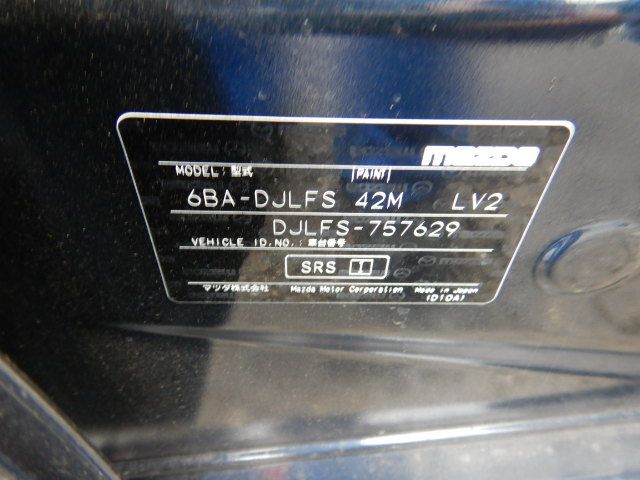 mazda
MODEL:型式 PAINT
6BA-DJLFS 42M LV2
DJLFS-757629
VEHICLE ID.NO.:車台番号
SRS
マツダ株式会社 Mazda Motor Corporation Made in Japan
(D10A)